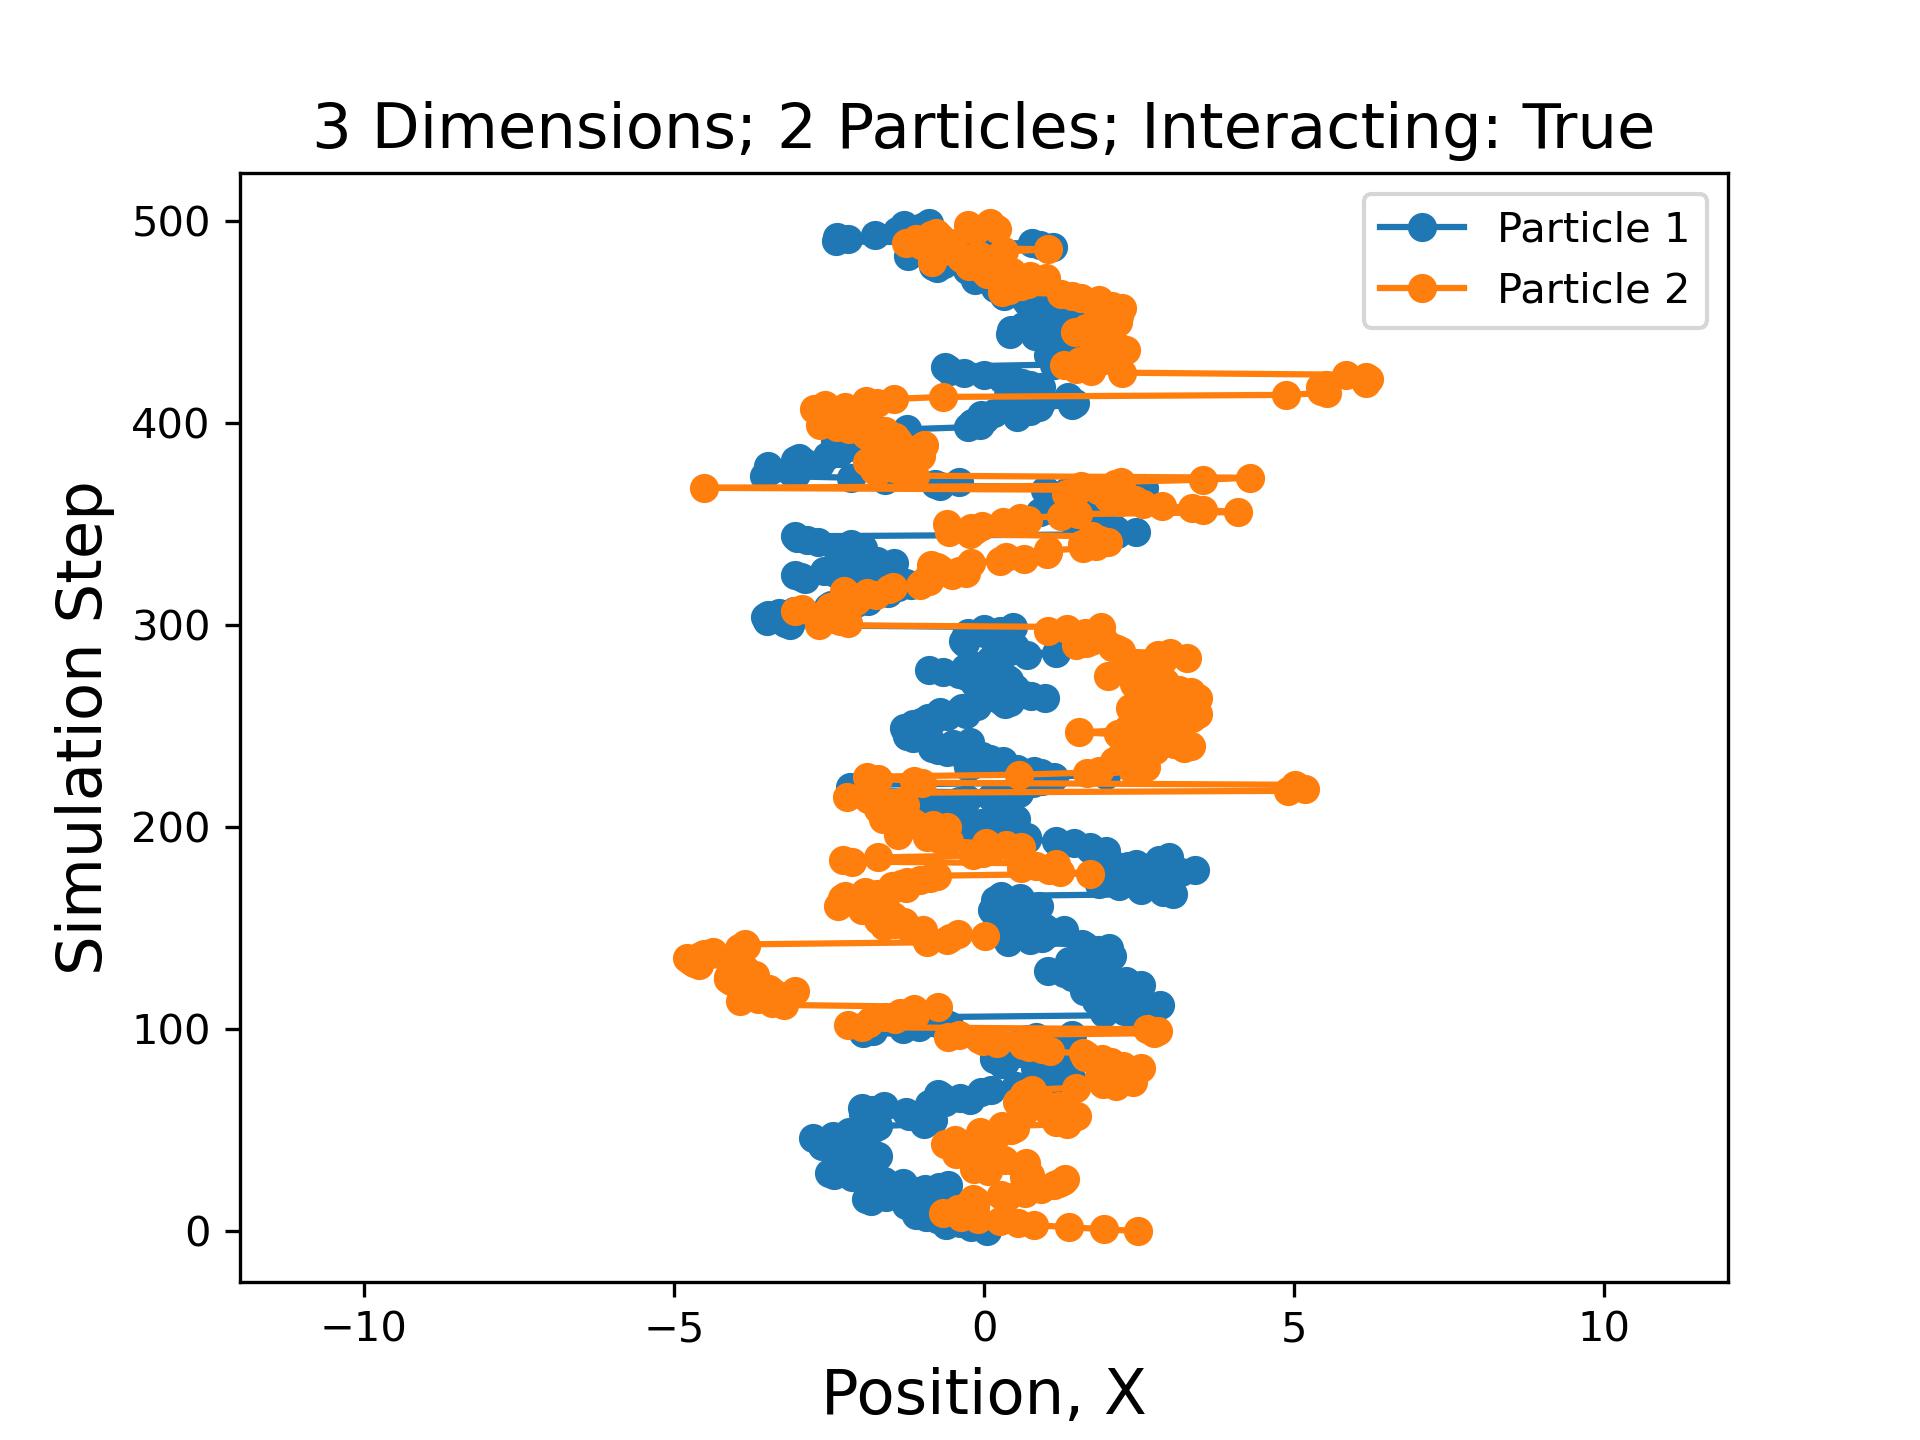 3 Dimensions; 2 Particles; Interacting: True
Particle 1
Particle 2
Simulation Step
500
400
300
200
100
0
−10
−5
0
5
10
Position, X